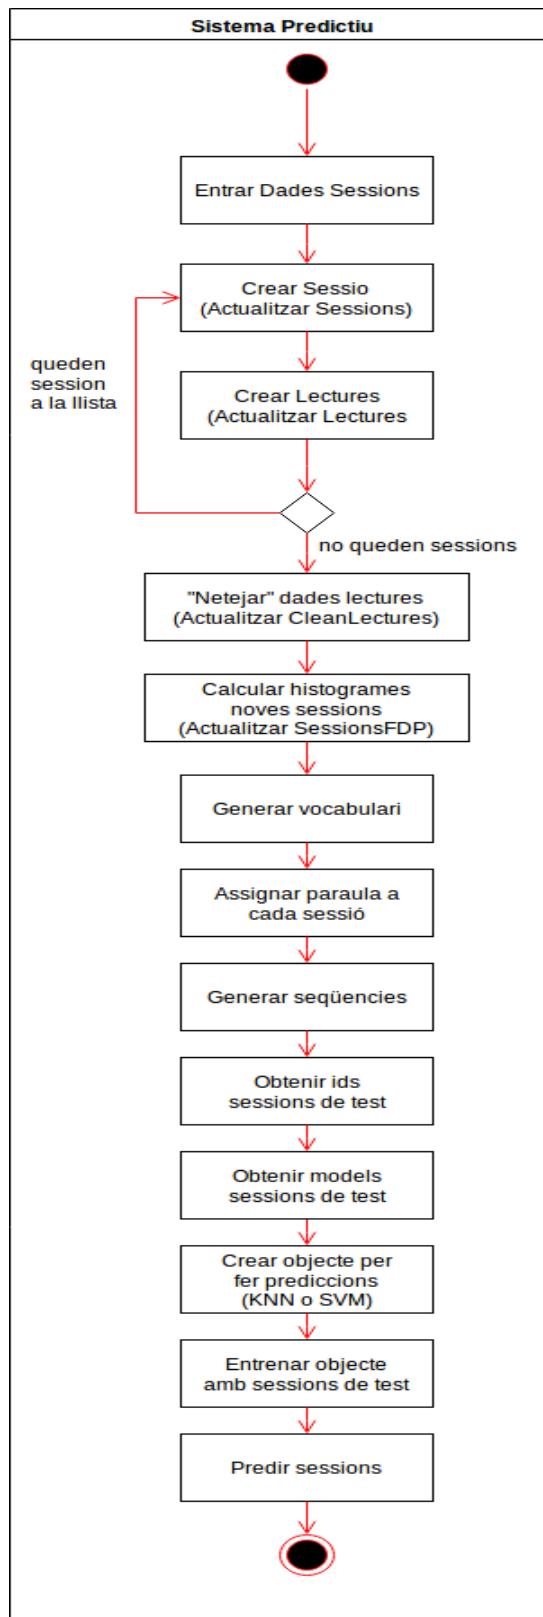 Sistema Predictiu
Entrar Dades Sessions
Crear Sessio
(Actualitzar Sessions)
queden
session
a la llista
Crear Lectures
(Actualitzar Lectures
no queden sessions
"Netejar" dades lectures
(Actualitzar CleanLectures)
Calcular histogrames
noves sessions
(Actualitzar SessionsFDP)
Generar vocabulari
Assignar paraula a
cada sessió
Generar seqüencies
Obtenir ids
sessions de test
Obtenir models
sessions de test
Crear objecte per
fer prediccions
(KNN o SVM)
Entrenar objecte
amb sessions de test
Predir sessions